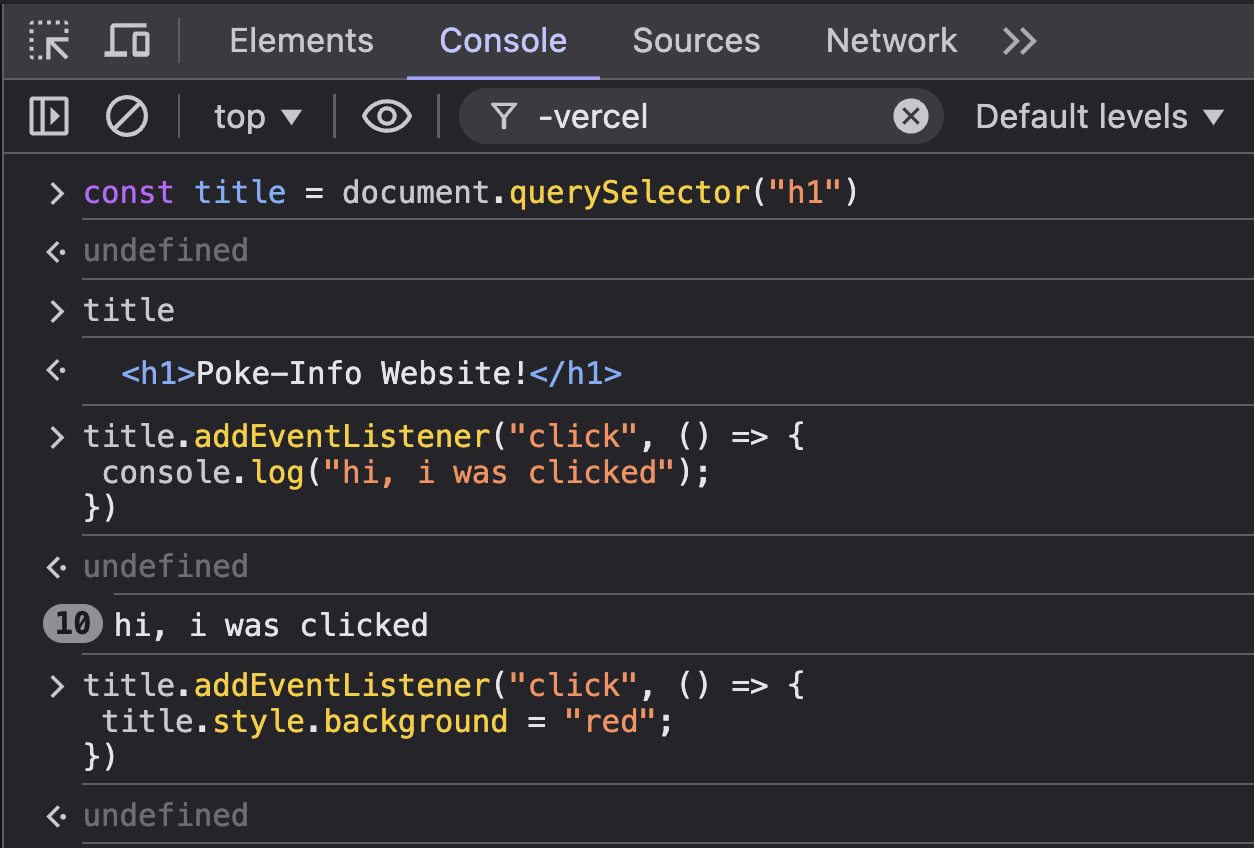 Elements Console Sources Network
top -vercel Default levels
const title = document.querySelector("h1")
undefined
title
<h1>Poke-Info Website!</h1>
title.addEventListener("click", () => {
console.log("hi, i was clicked");
})
undefined
10 hi, i was clicked
title.addEventListener("click", () => {
title.style.background = "red";
})
undefined